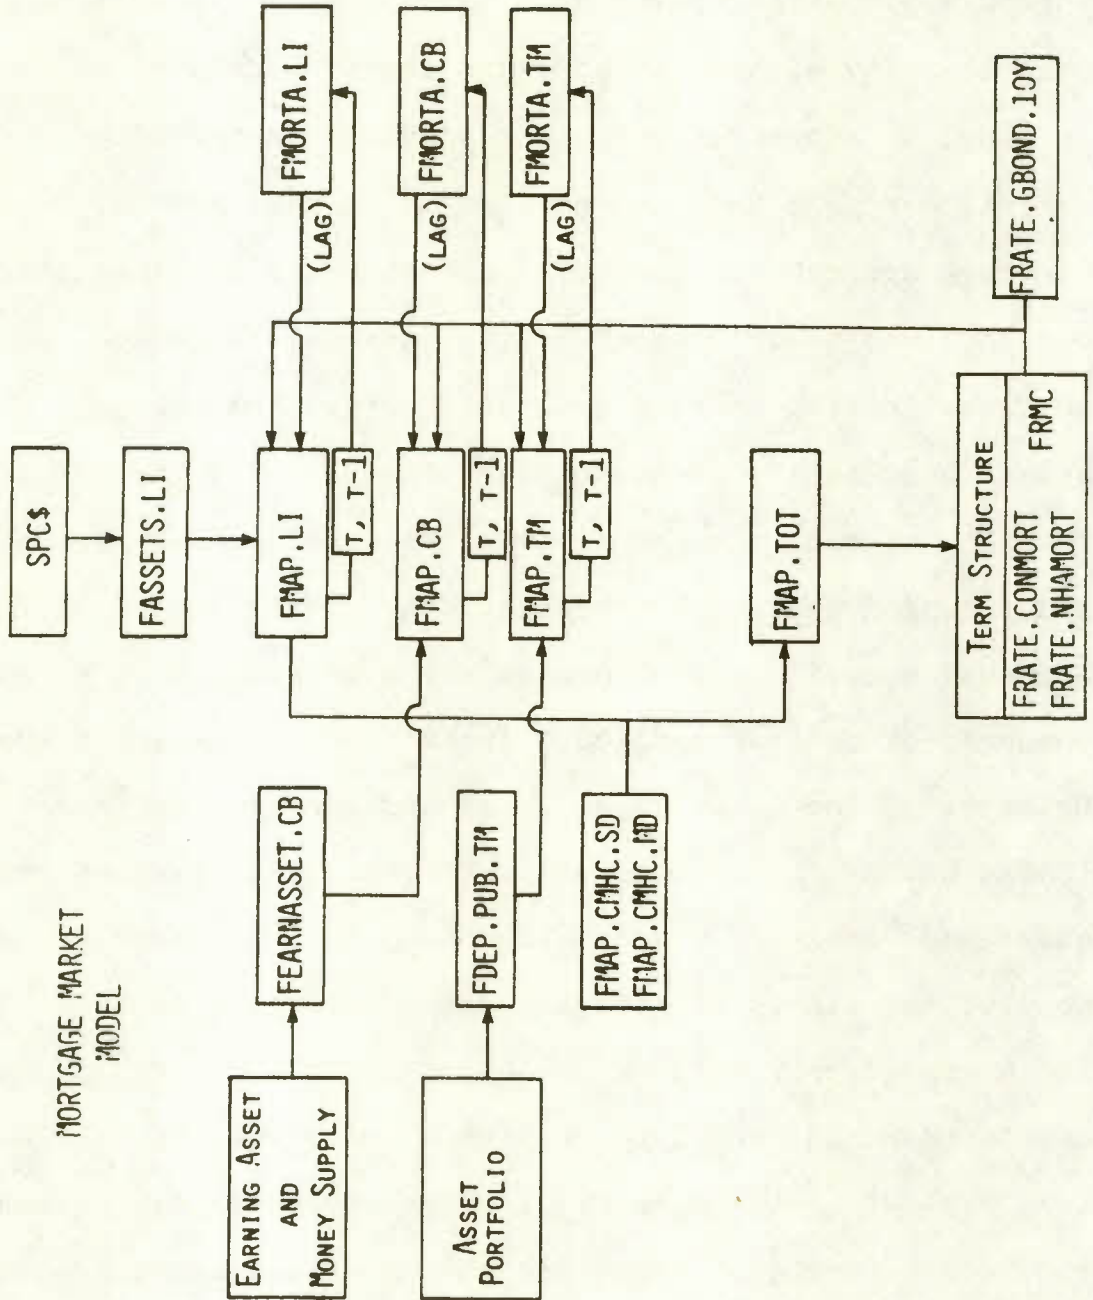 MORTGAGE MARKET
MODEL
EARNING ASSET
AND
MONEY SUPPLY
ASSET
PORTFOLIO
FEARNASSET.CB
FDEP.PUB.TM
FMAP.CMHC.SD
FMAP.CMHC.MD
SPC$
FASSETS.LI
FMAP.LI
T, T-1
FMAP.CB
T, T-1
FMAP.TM
T, T-1
FMAP.TOT
TERM STRUCTURE
FRATE.CONMORT
FRATE.NHAMORT
FRMC
FMORTA.LI
(LAG)
FMORTA.CB
(LAG)
FMORTA.TM
(LAG)
FRATE.GBOND.10Y